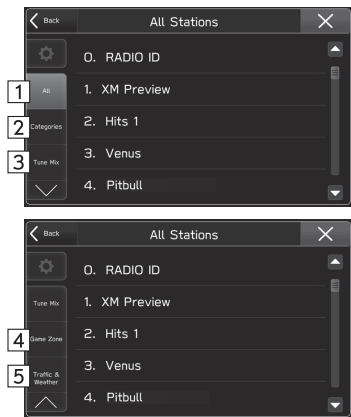 Back All Stations
0. RADIO ID
1 All 1. XM Preview
2 Categories 2. Hits 1
3 Tune Mix 3. Venus
4. Pitbull
Back All Stations
0. RADIO ID
Tune Mix 1. XM Preview
4 Game Zone 2. Hits 1
3. Venus
5 Traffic &
Weather
4. Pitbull